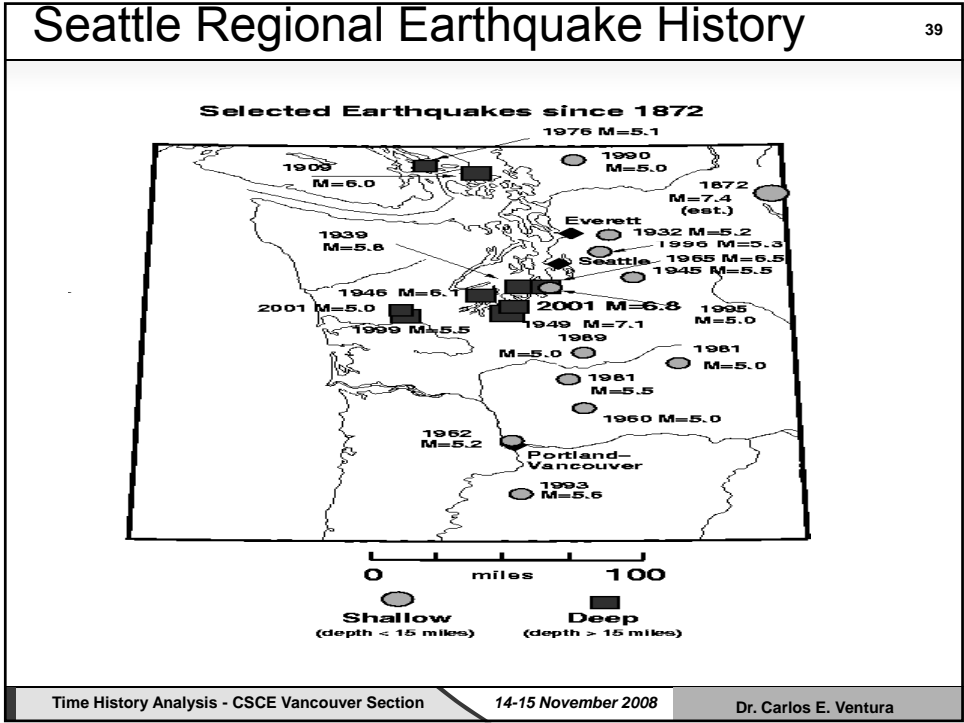 Seattle Regional Earthquake History
39
Selected Earthquakes since 1872
1976 M=5.1
1909
M=6.0
1990
M=5.0
1872
M=7.4
(est.)
Everett
1932 M=5.2
1939
M=5.8
1996 M=5.3
1965 M=6.5
Seattle
1945 M=5.5
1946 M=6.1
2001 M=5.0
2001 M=6.8
1995
M=5.0
1999 M=5.5
1949 M=7.1
1989
M=5.0
1981
M=5.0
1981
M=5.5
1960 M=5.0
1962
M=5.2
Portland–
Vancouver
1993
M=5.6
0 miles 100
Shallow
(depth < 15 miles)
Deep
(depth > 15 miles)
Time History Analysis - CSCE Vancouver Section
14-15 November 2008
Dr. Carlos E. Ventura